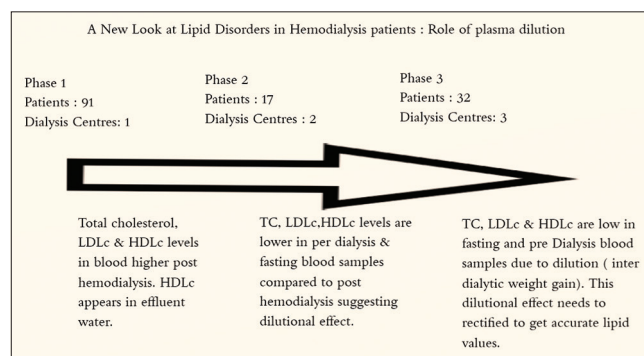 A New Look at Lipid Disorders in Hemodialysis patients : Role of plasma dilution
Phase 1
Patients : 91
Dialysis Centres: 1
Phase 2
Patients : 17
Dialysis Centres : 2
Phase 3
Patients : 32
Dialysis Centres: 3
Total cholesterol,
LDLc & HDLc levels
in blood higher post
hemodialysis. HDLc
appears in effluent
water.
TC, LDLc,HDLc levels are
lower in per dialysis &
fasting blood samples
compared to post
hemodialysis suggesting
dilutional effect.
TC, LDLc & HDLc are low in
fasting and pre Dialysis blood
samples due to dilution ( inter
dialytic weight gain). This
dilutional effect needs to
rectified to get accurate lipid
values.